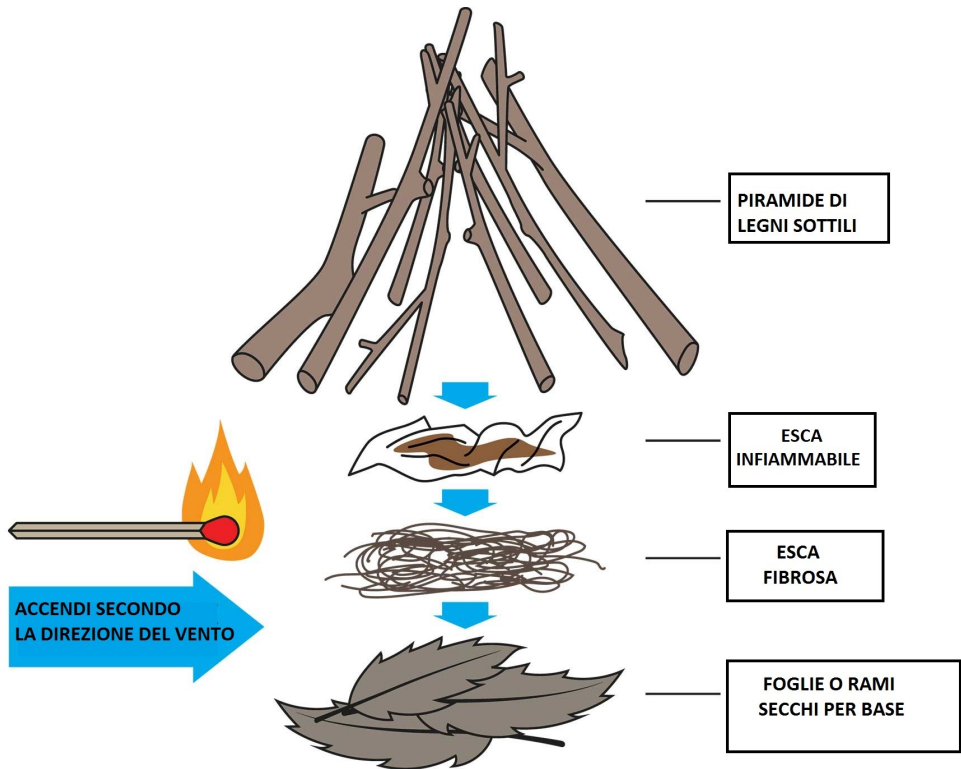 PIRAMIDE DI
LEGNI SOTTILI
ESCA
INFIAMMABILE
ESCA
FIBROSA
ACCENDI SECONDO
LA DIREZIONE DEL VENTO
FOGLIE O RAMI
SECCHI PER BASE